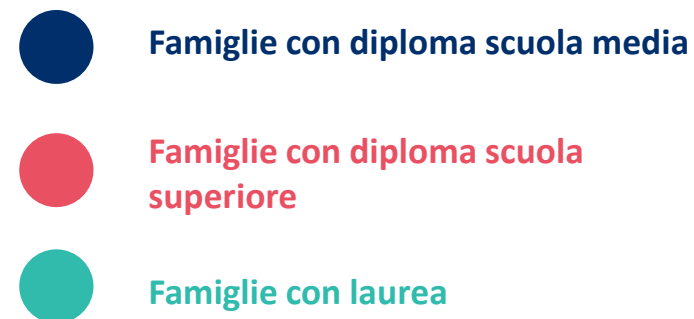 Famiglie con diploma scuola media
Famiglie con diploma scuola
superiore
Famiglie con laurea